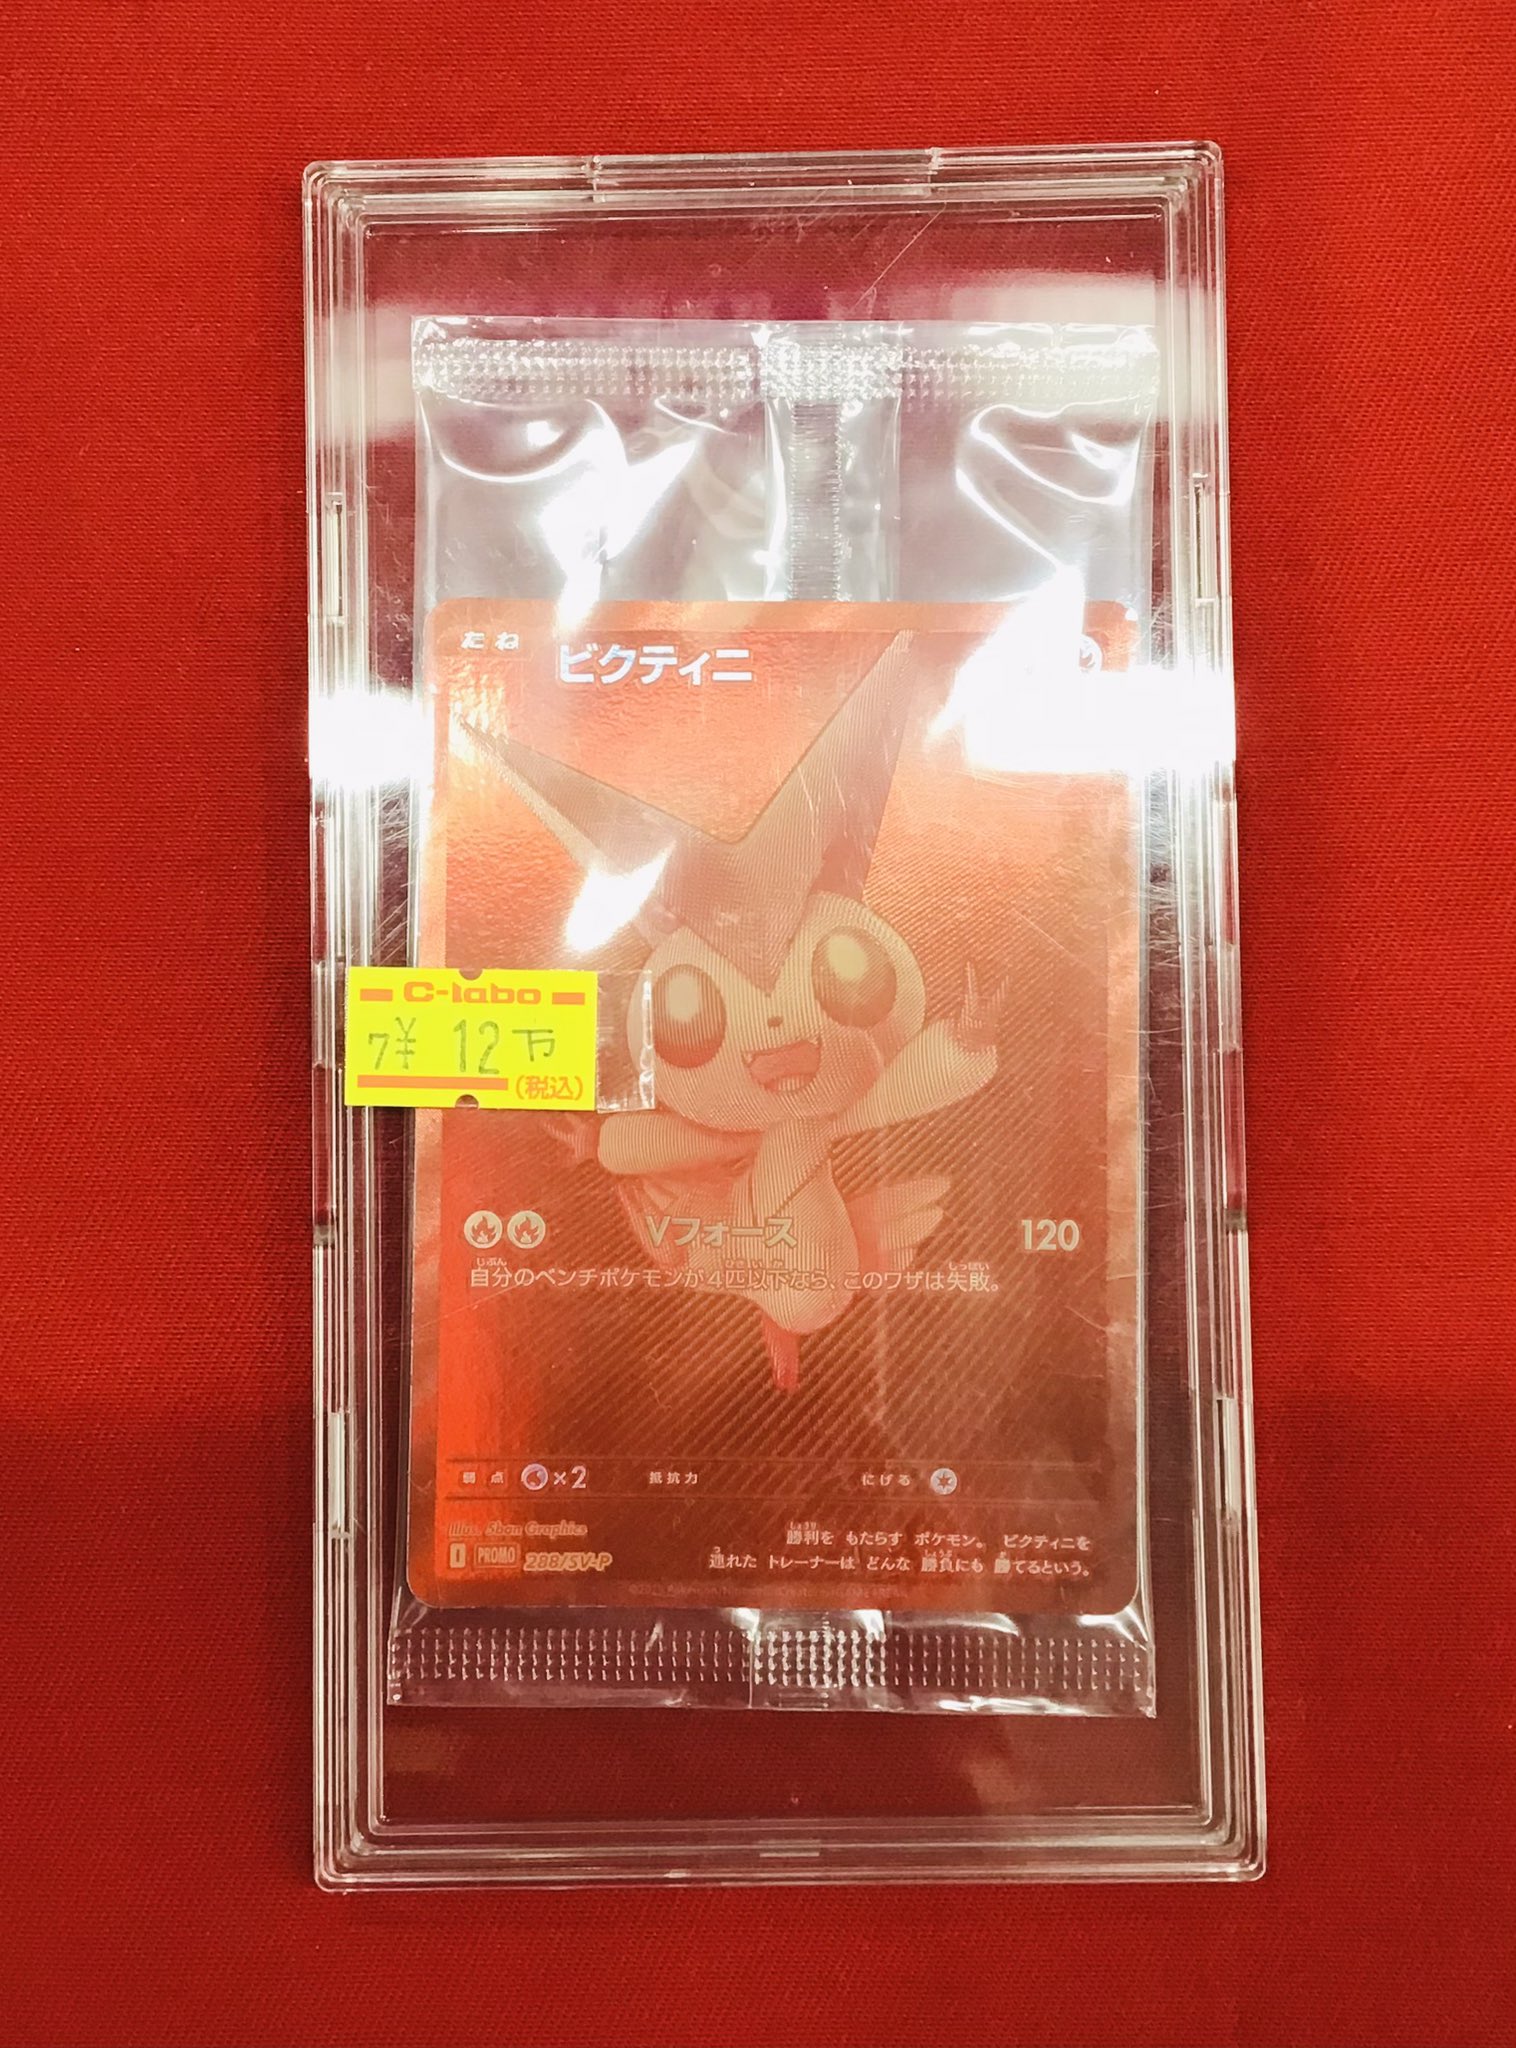 たね ビクティニ
C-labo
ワ¥ 12万
(税込)
Vフォース 120
自分のベンチポケモンが4匹以下なら、このワザは失敗。
弱点 ×2 抵抗力 にげる
Illus. 5ban Graphics
勝利を もたらす ポケモン。 ビクティニを
I PROMO 288/SV-P
連れた トレーナーは どんな 勝負にも 勝てるという。